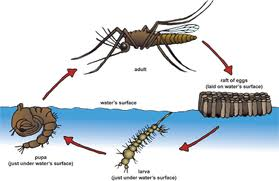 adult
raft of eggs
(laid on water's surface)
water's surface
larva
(just under water's surface)
pupa
(just under water's surface)